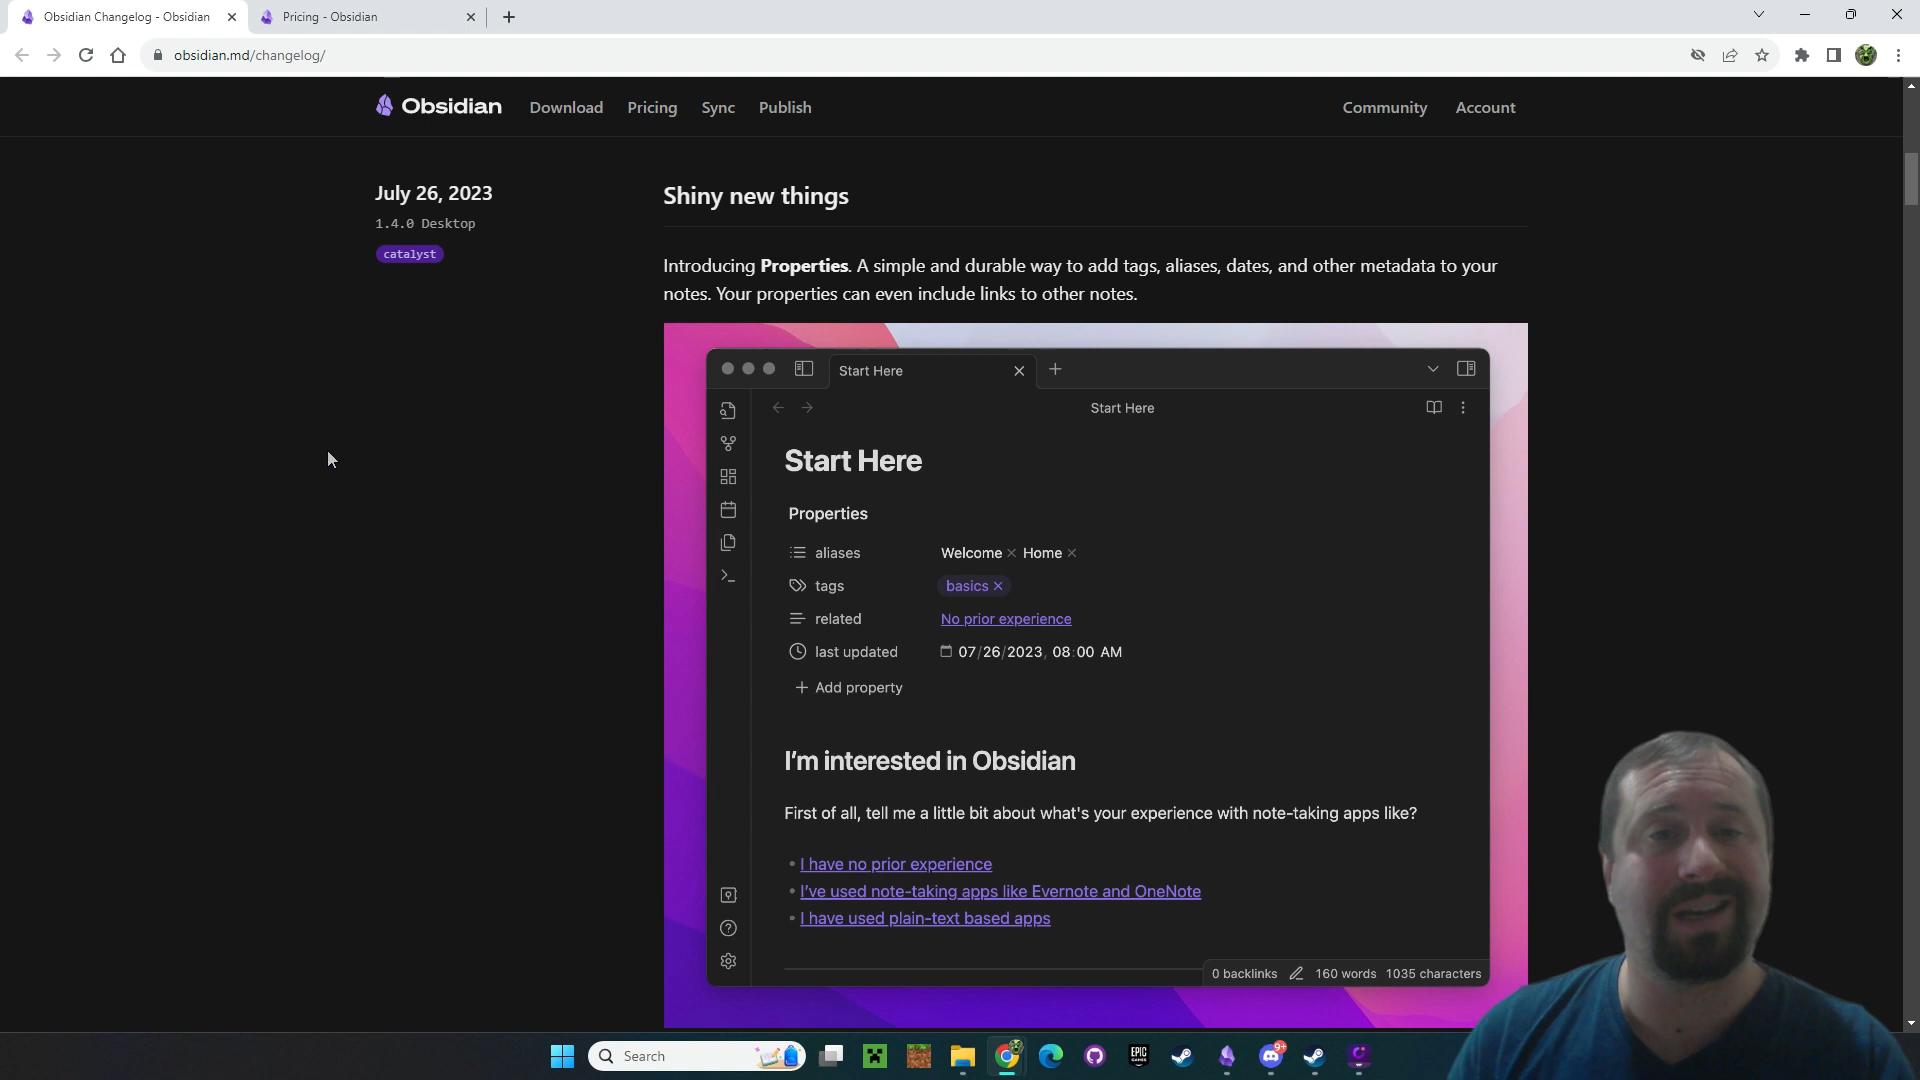 Obsidian Changelog - Obsidian
Pricing - Obsidian
obsidian.md/changelog/
Obsidian
Download
Pricing
Sync
Publish
Community
Account
July 26, 2023
1.4.0 Desktop
catalyst
Shiny new things
Introducing Properties. A simple and durable way to add tags, aliases, dates, and other metadata to your
notes. Your properties can even include links to other notes.
Start Here
Start Here
Start Here
Properties
aliases Welcome Home
tags basics
related No prior experience
last updated 07/26/2023, 08:00 AM
Add property
I'm interested in Obsidian
First of all, tell me a little bit about what's your experience with note-taking apps like?
• I have no prior experience
• I've used note-taking apps like Evernote and OneNote
• I have used plain-text based apps
0 backlinks 160 words 1035 characters
Search
EPIC
GAMES
9+